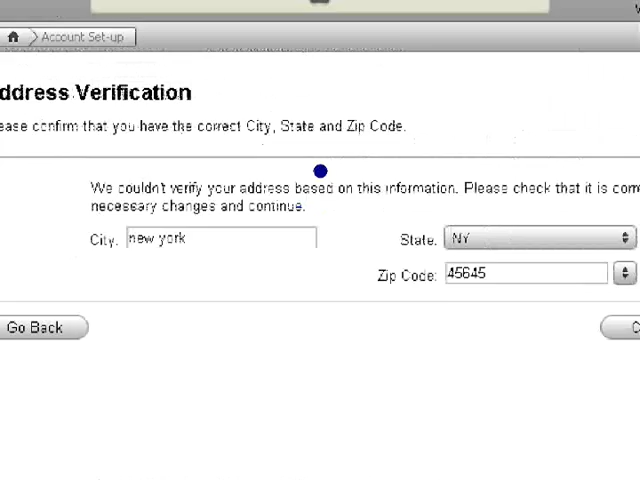 Account Set-up
ddress Verification
ease confirm that you have the correct City, State and Zip Code.
We couldn't verify your address based on this information. Please check that it is corr
necessary changes and continue.
City. new york State. NY
Zip Code: 45645
Go Back C